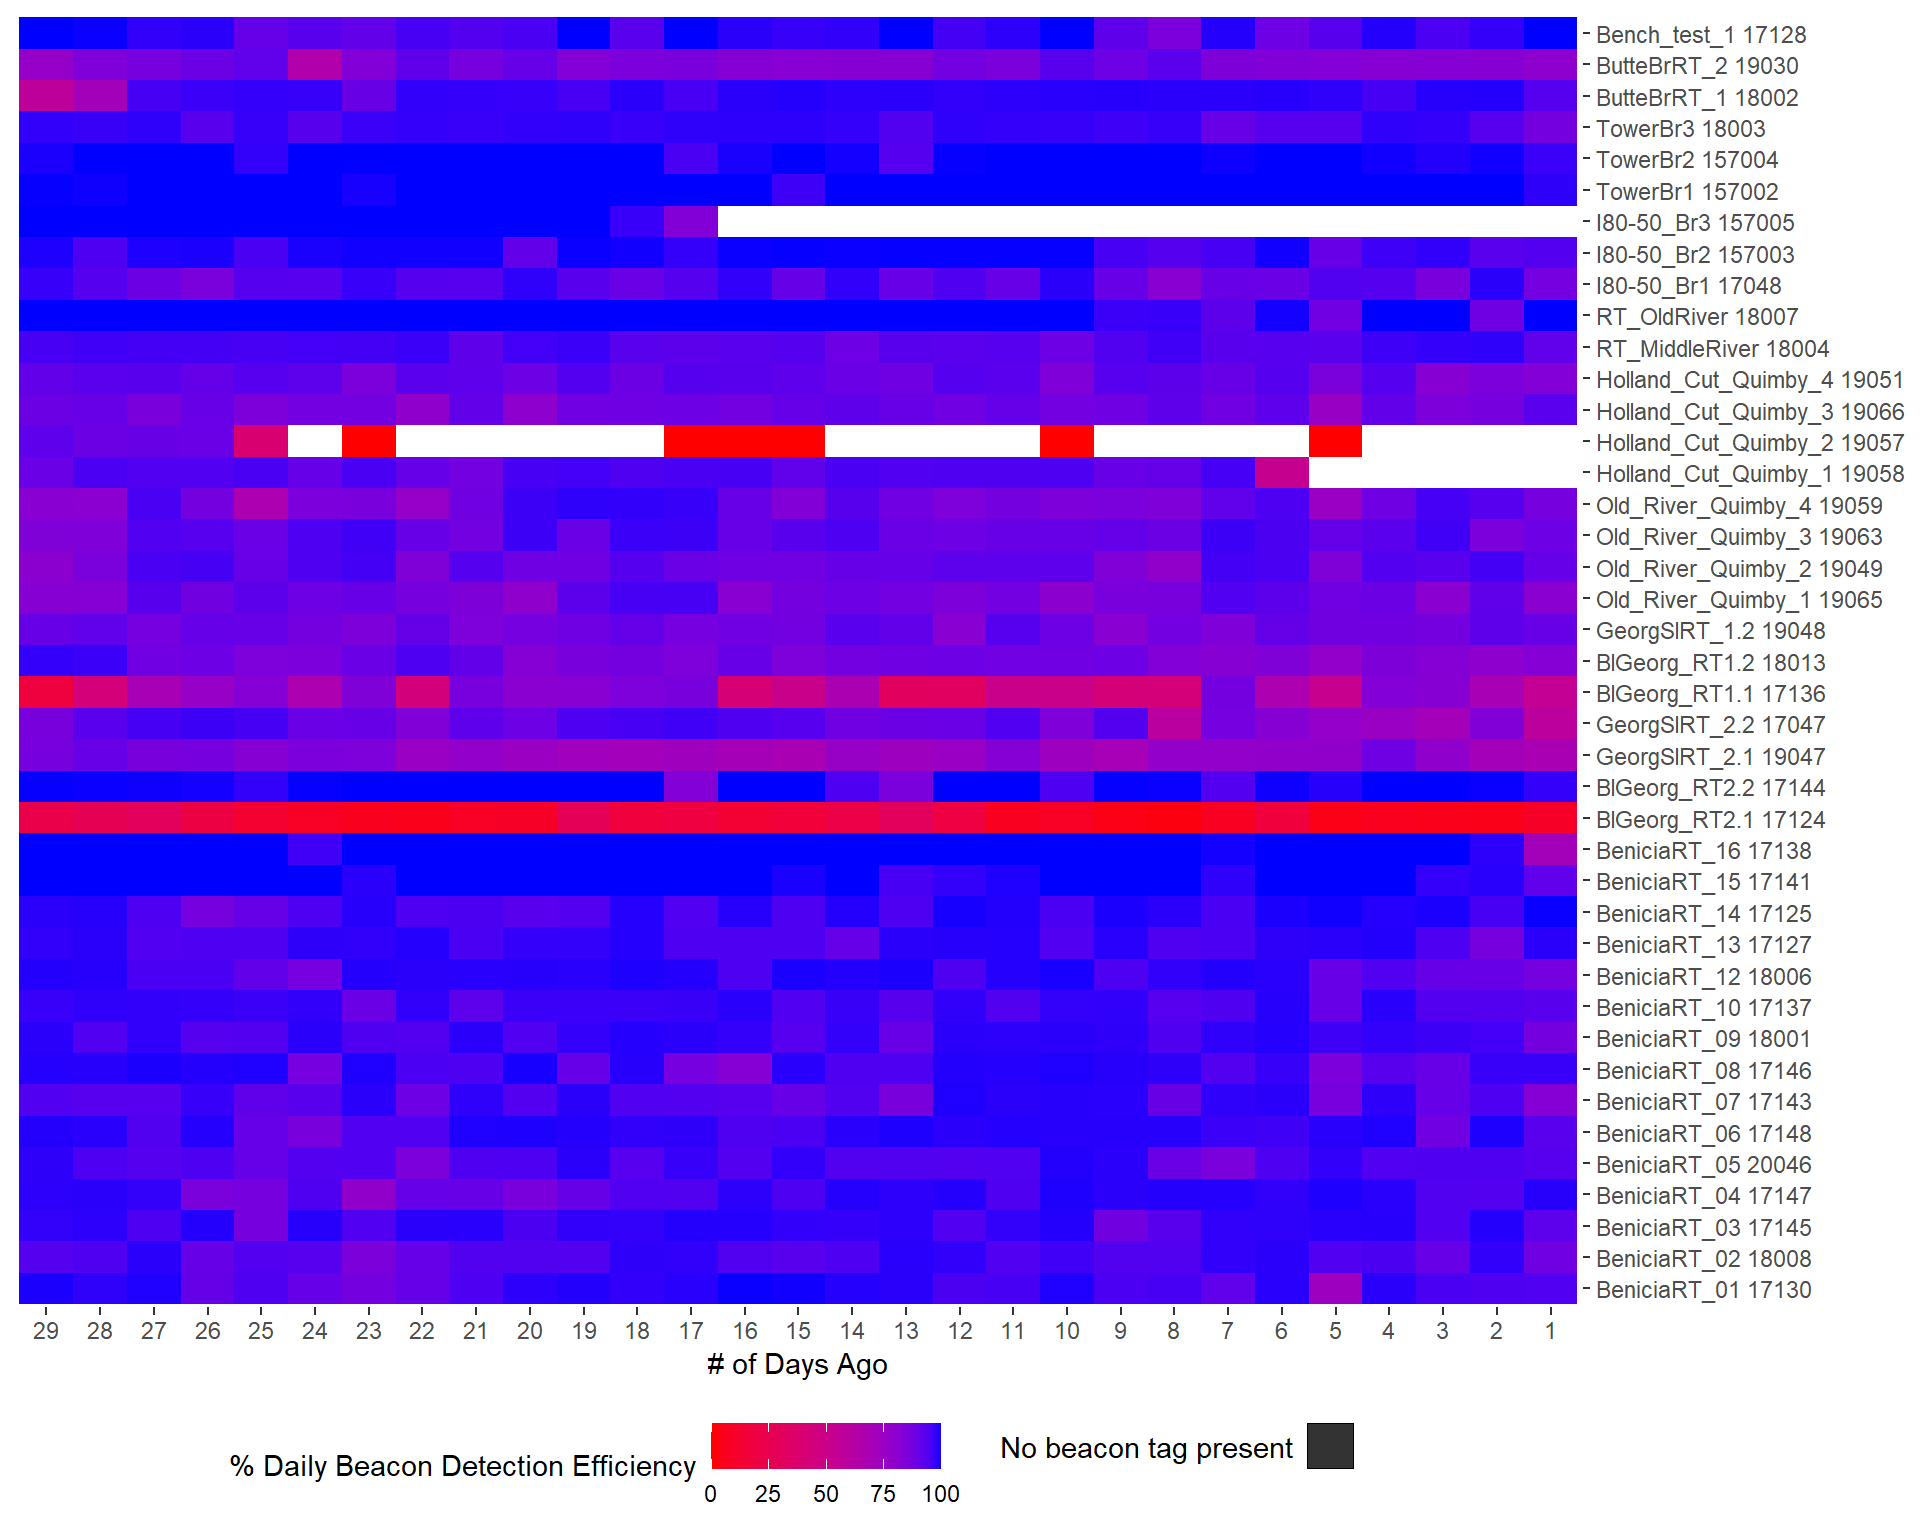 Bench_test_1 17128
ButteBrRT_2 19030
ButteBrRT_1 18002
TowerBr3 18003
TowerBr2 157004
TowerBr1 157002
I80-50_Br3 157005
I80-50_Br2 157003
I80-50_Br1 17048
RT_OldRiver 18007
RT_MiddleRiver 18004
Holland_Cut_Quimby_4 19051
Holland_Cut_Quimby_3 19066
Holland_Cut_Quimby_2 19057
Holland_Cut_Quimby_1 19058
Old_River_Quimby_4 19059
Old_River_Quimby_3 19063
Old_River_Quimby_2 19049
Old_River_Quimby_1 19065
GeorgSlRT_1.2 19048
BlGeorg_RT1.2 18013
BlGeorg_RT1.1 17136
GeorgSlRT_2.2 17047
GeorgSlRT_2.1 19047
BlGeorg_RT2.2 17144
BlGeorg_RT2.1 17124
BeniciaRT_16 17138
BeniciaRT_15 17141
BeniciaRT_14 17125
BeniciaRT_13 17127
BeniciaRT_12 18006
BeniciaRT_10 17137
BeniciaRT_09 18001
BeniciaRT_08 17146
BeniciaRT_07 17143
BeniciaRT_06 17148
BeniciaRT_05 20046
BeniciaRT_04 17147
BeniciaRT_03 17145
BeniciaRT_02 18008
BeniciaRT_01 17130
29 28 27 26 25 24 23 22 21 20 19 18 17 16 15 14 13 12 11 10 9 8 7 6 5 4 3 2 1
# of Days Ago
% Daily Beacon Detection Efficiency
0 25 50 75 100
No beacon tag present